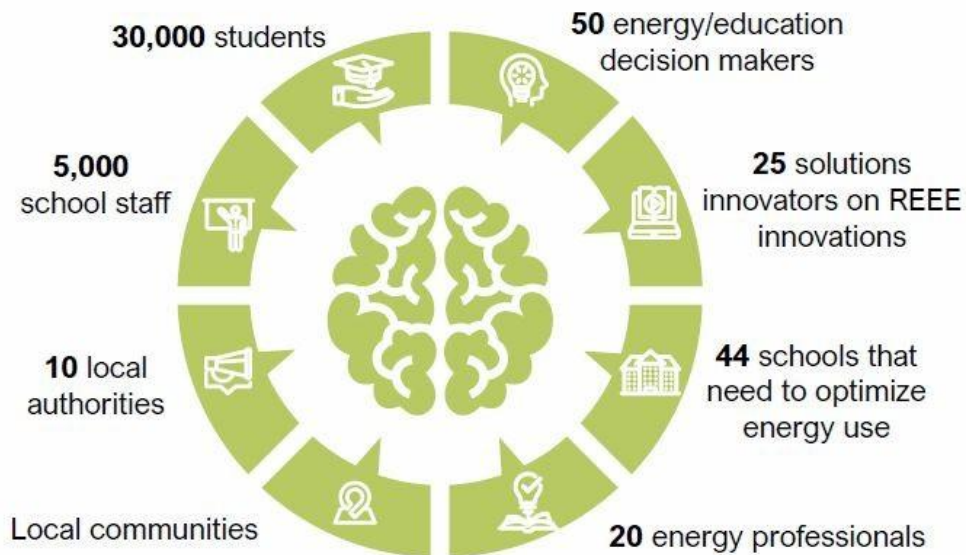 30,000 students
50 energy/education
decision makers
5,000
school staff
25 solutions
innovators on REEE
innovations
10 local
authorities
44 schools that
need to optimize
energy use
Local communities
20 energy professionals